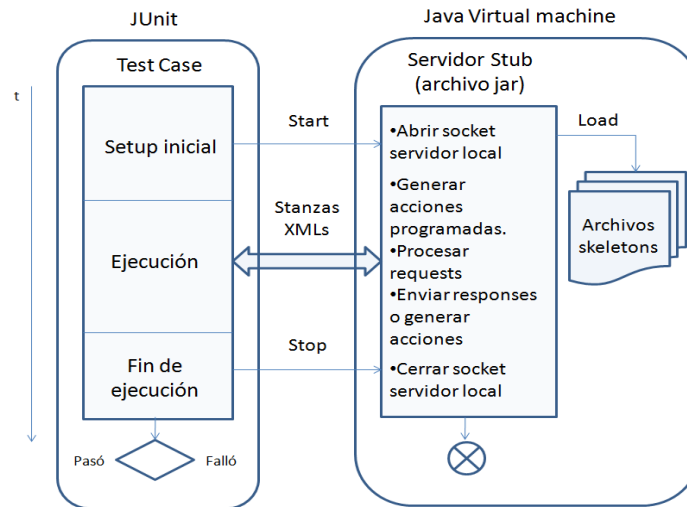 JUnit
Java Virtual machine
Test Case
Servidor Stub
(archivo jar)
t
Setup inicial
Start
•Abrir socket
servidor local
Load
•Generar
acciones
programadas.
•Procesar
requests
•Enviar responses
o generar
acciones
Stanzas
XMLs
Archivos
skeletons
Ejecución
Stop
Fin de
ejecución
•Cerrar socket
servidor local
Pasó
Falló